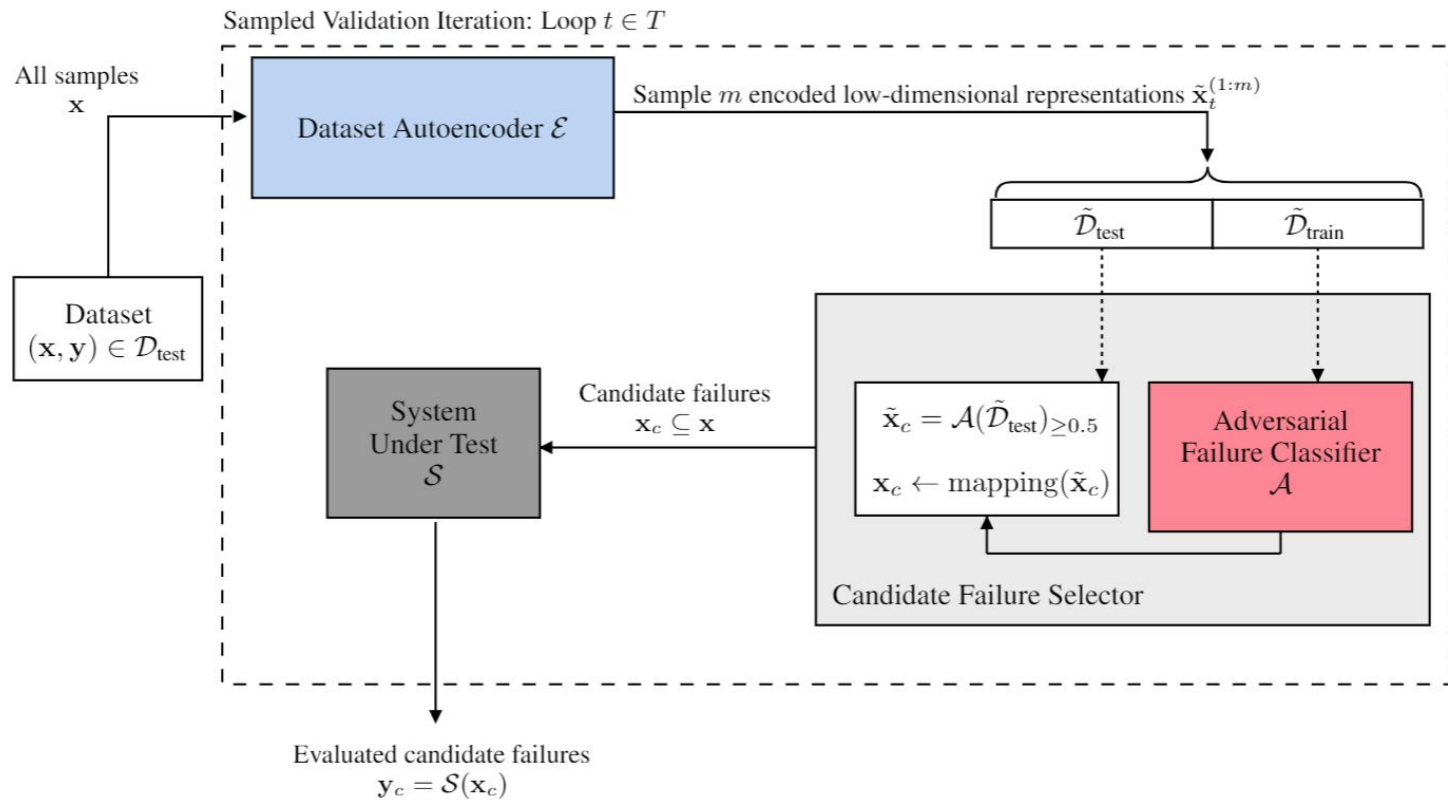 Sampled Validation Iteration: Loop t ∈ T
All samples
x
Dataset Autoencoder ℰ
Sample m encoded low-dimensional representations x̃ₜ^(1:m)
𝒟̃_test
𝒟̃_train
Dataset
(x, y) ∈ 𝒟_test
System
Under Test
𝒮
Candidate failures
x_c ⊆ x
x̃_c = 𝒜(𝒟̃_test)_≥0.5
x_c ← mapping(x̃_c)
Adversarial
Failure Classifier
𝒜
Candidate Failure Selector
Evaluated candidate failures
y_c = 𝒮(x_c)